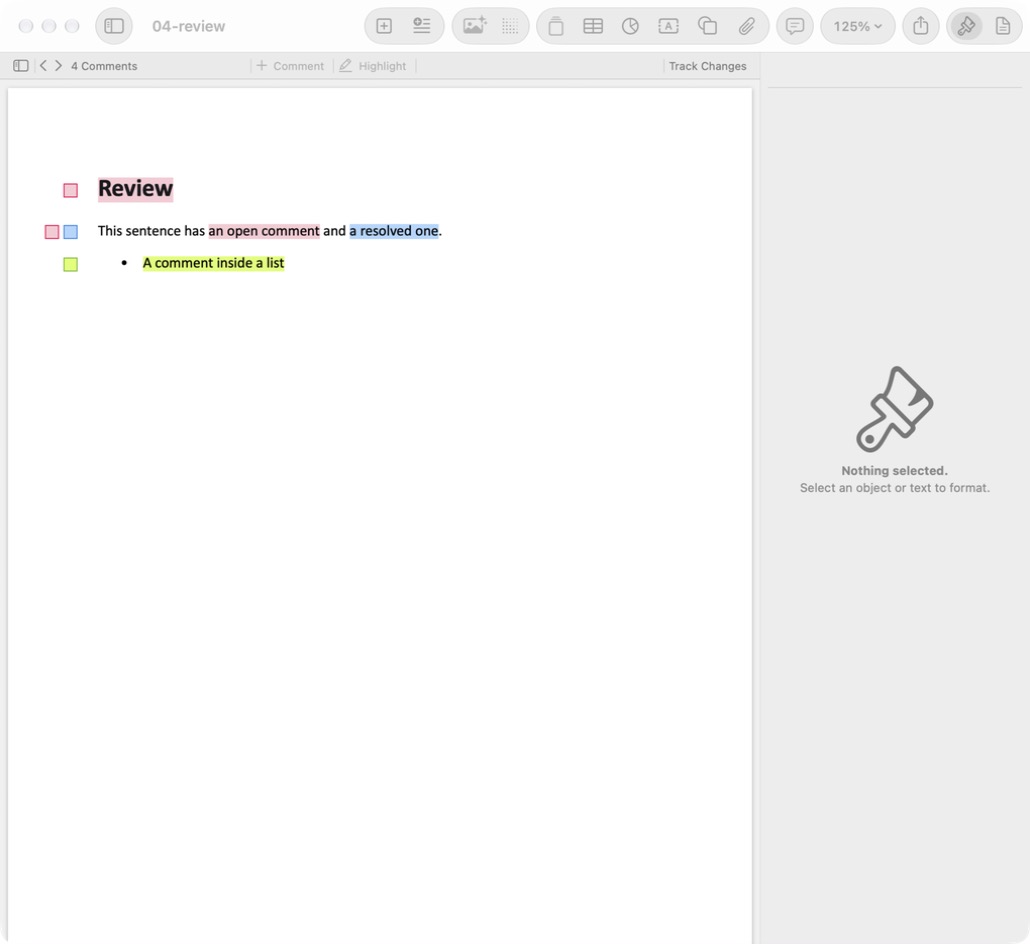 04-review
125%
4 Comments
Comment
Highlight
Track Changes
Review
This sentence has an open comment and a resolved one.
• A comment inside a list
Nothing selected.
Select an object or text to format.